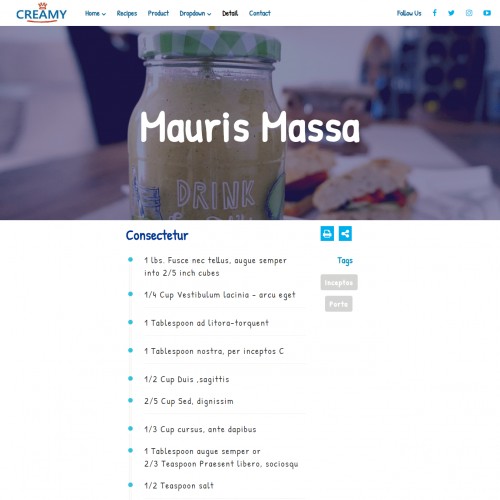 CREAMY
Home Recipes Product Dropdown Detail Contact Follow Us
Mauris Massa
DRINK
Consectetur
Tags
Inceptos
Porta
1 lbs. Fusce nec tellus, augue semper
into 2/5 inch cubes
1/4 Cup Vestibulum lacinia - arcu eget
1 Tablespoon ad litora-torquent
1 Tablespoon nostra, per inceptos C
1/2 Cup Duis ,sagittis
2/5 Cup Sed, dignissim
1/3 Cup cursus, ante dapibus
1 Tablespoon augue semper or
2/3 Teaspoon Praesent libero, sociosqu
1/2 Teaspoon salt